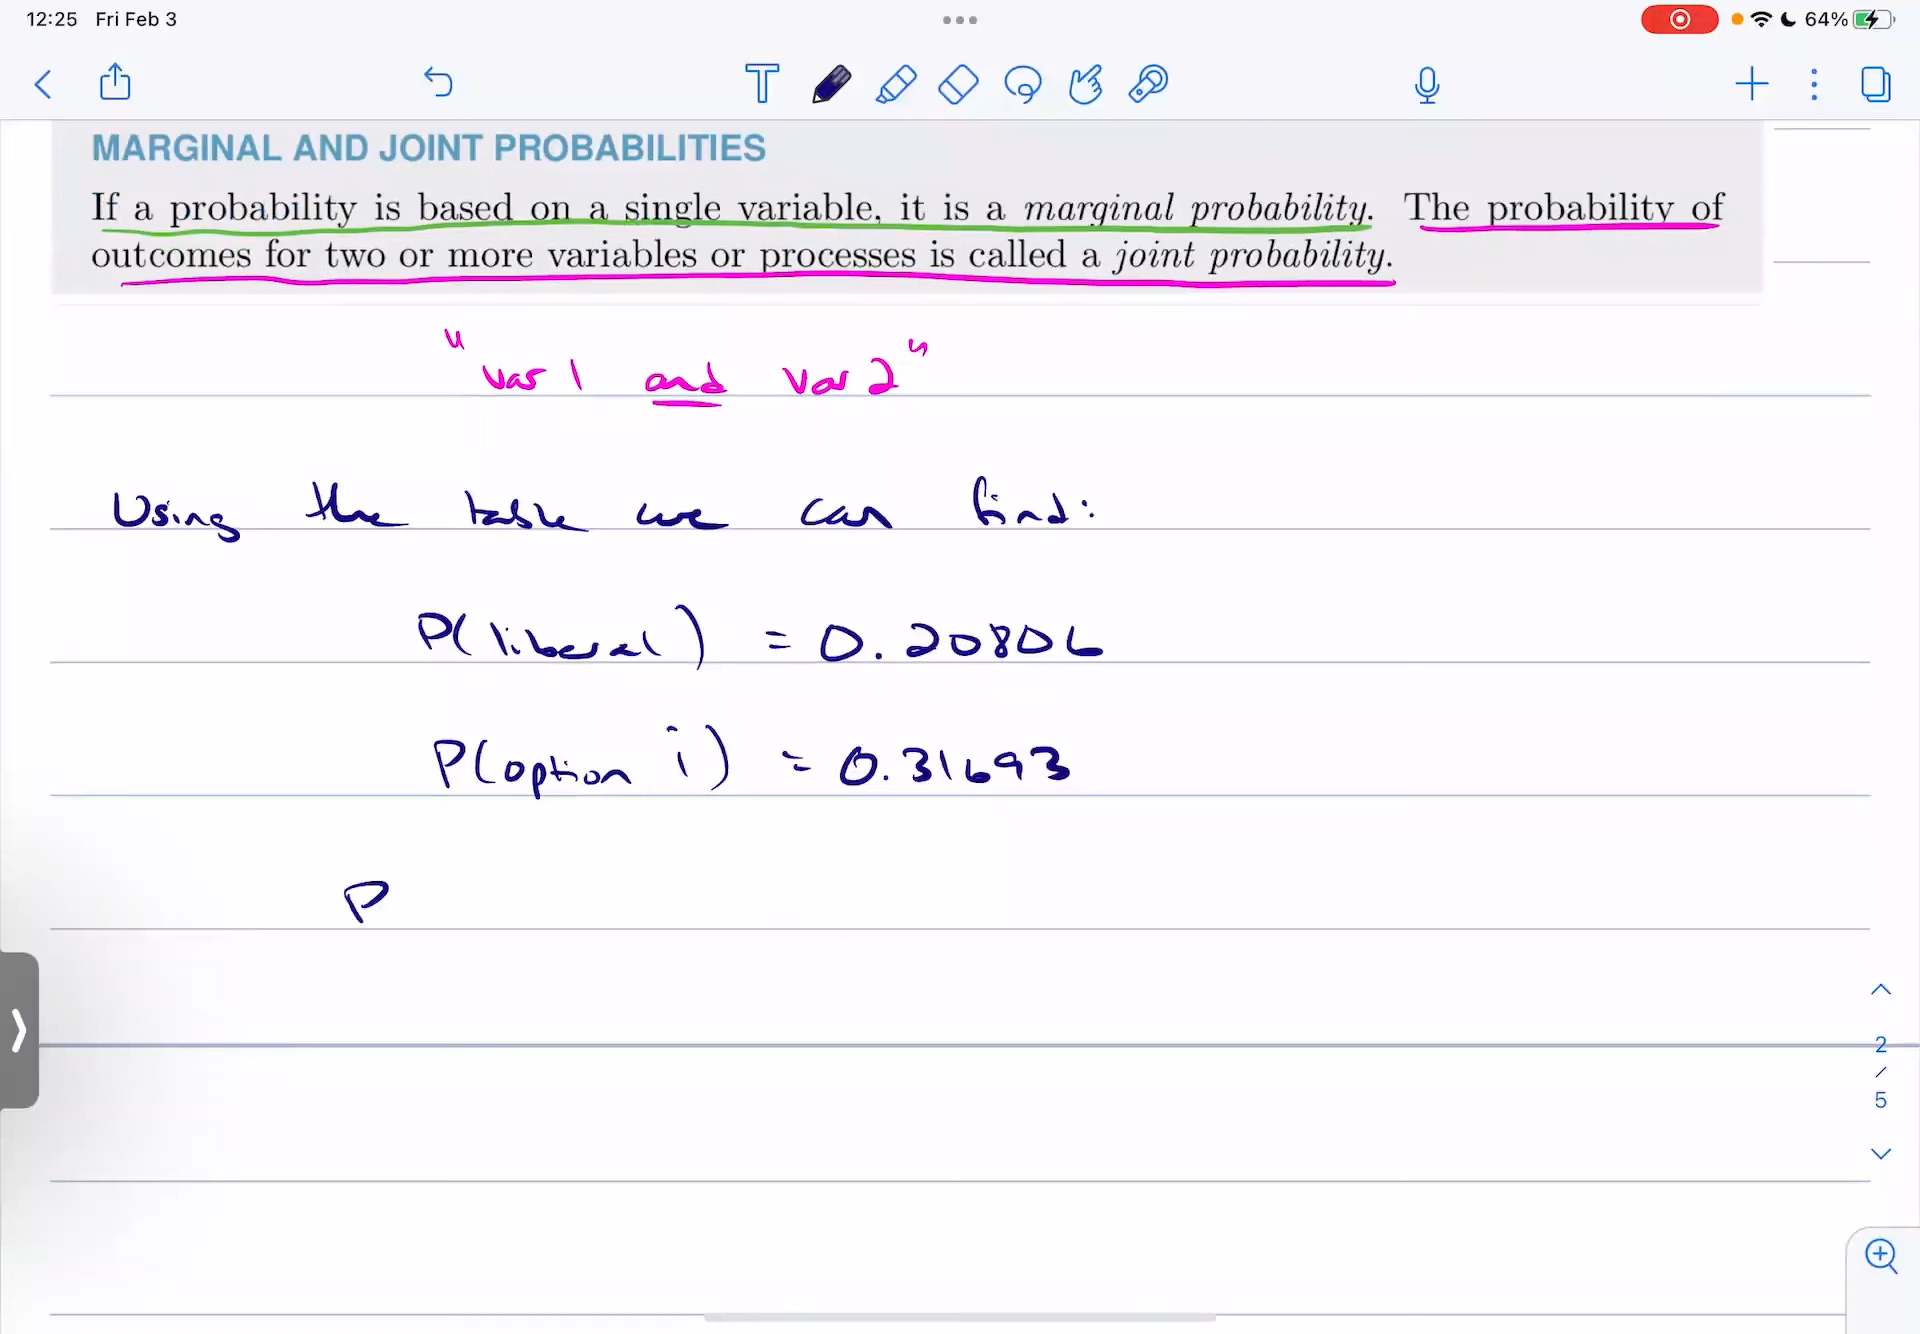 12:25 Fri Feb 3
64%
MARGINAL AND JOINT PROBABILITIES
If a probability is based on a single variable, it is a marginal probability. The probability of
outcomes for two or more variables or processes is called a joint probability.
"var 1 and var 2"
Using the table we can find:
P(liberal) = 0.20806
P(option i) = 0.31693
P
2
/
5